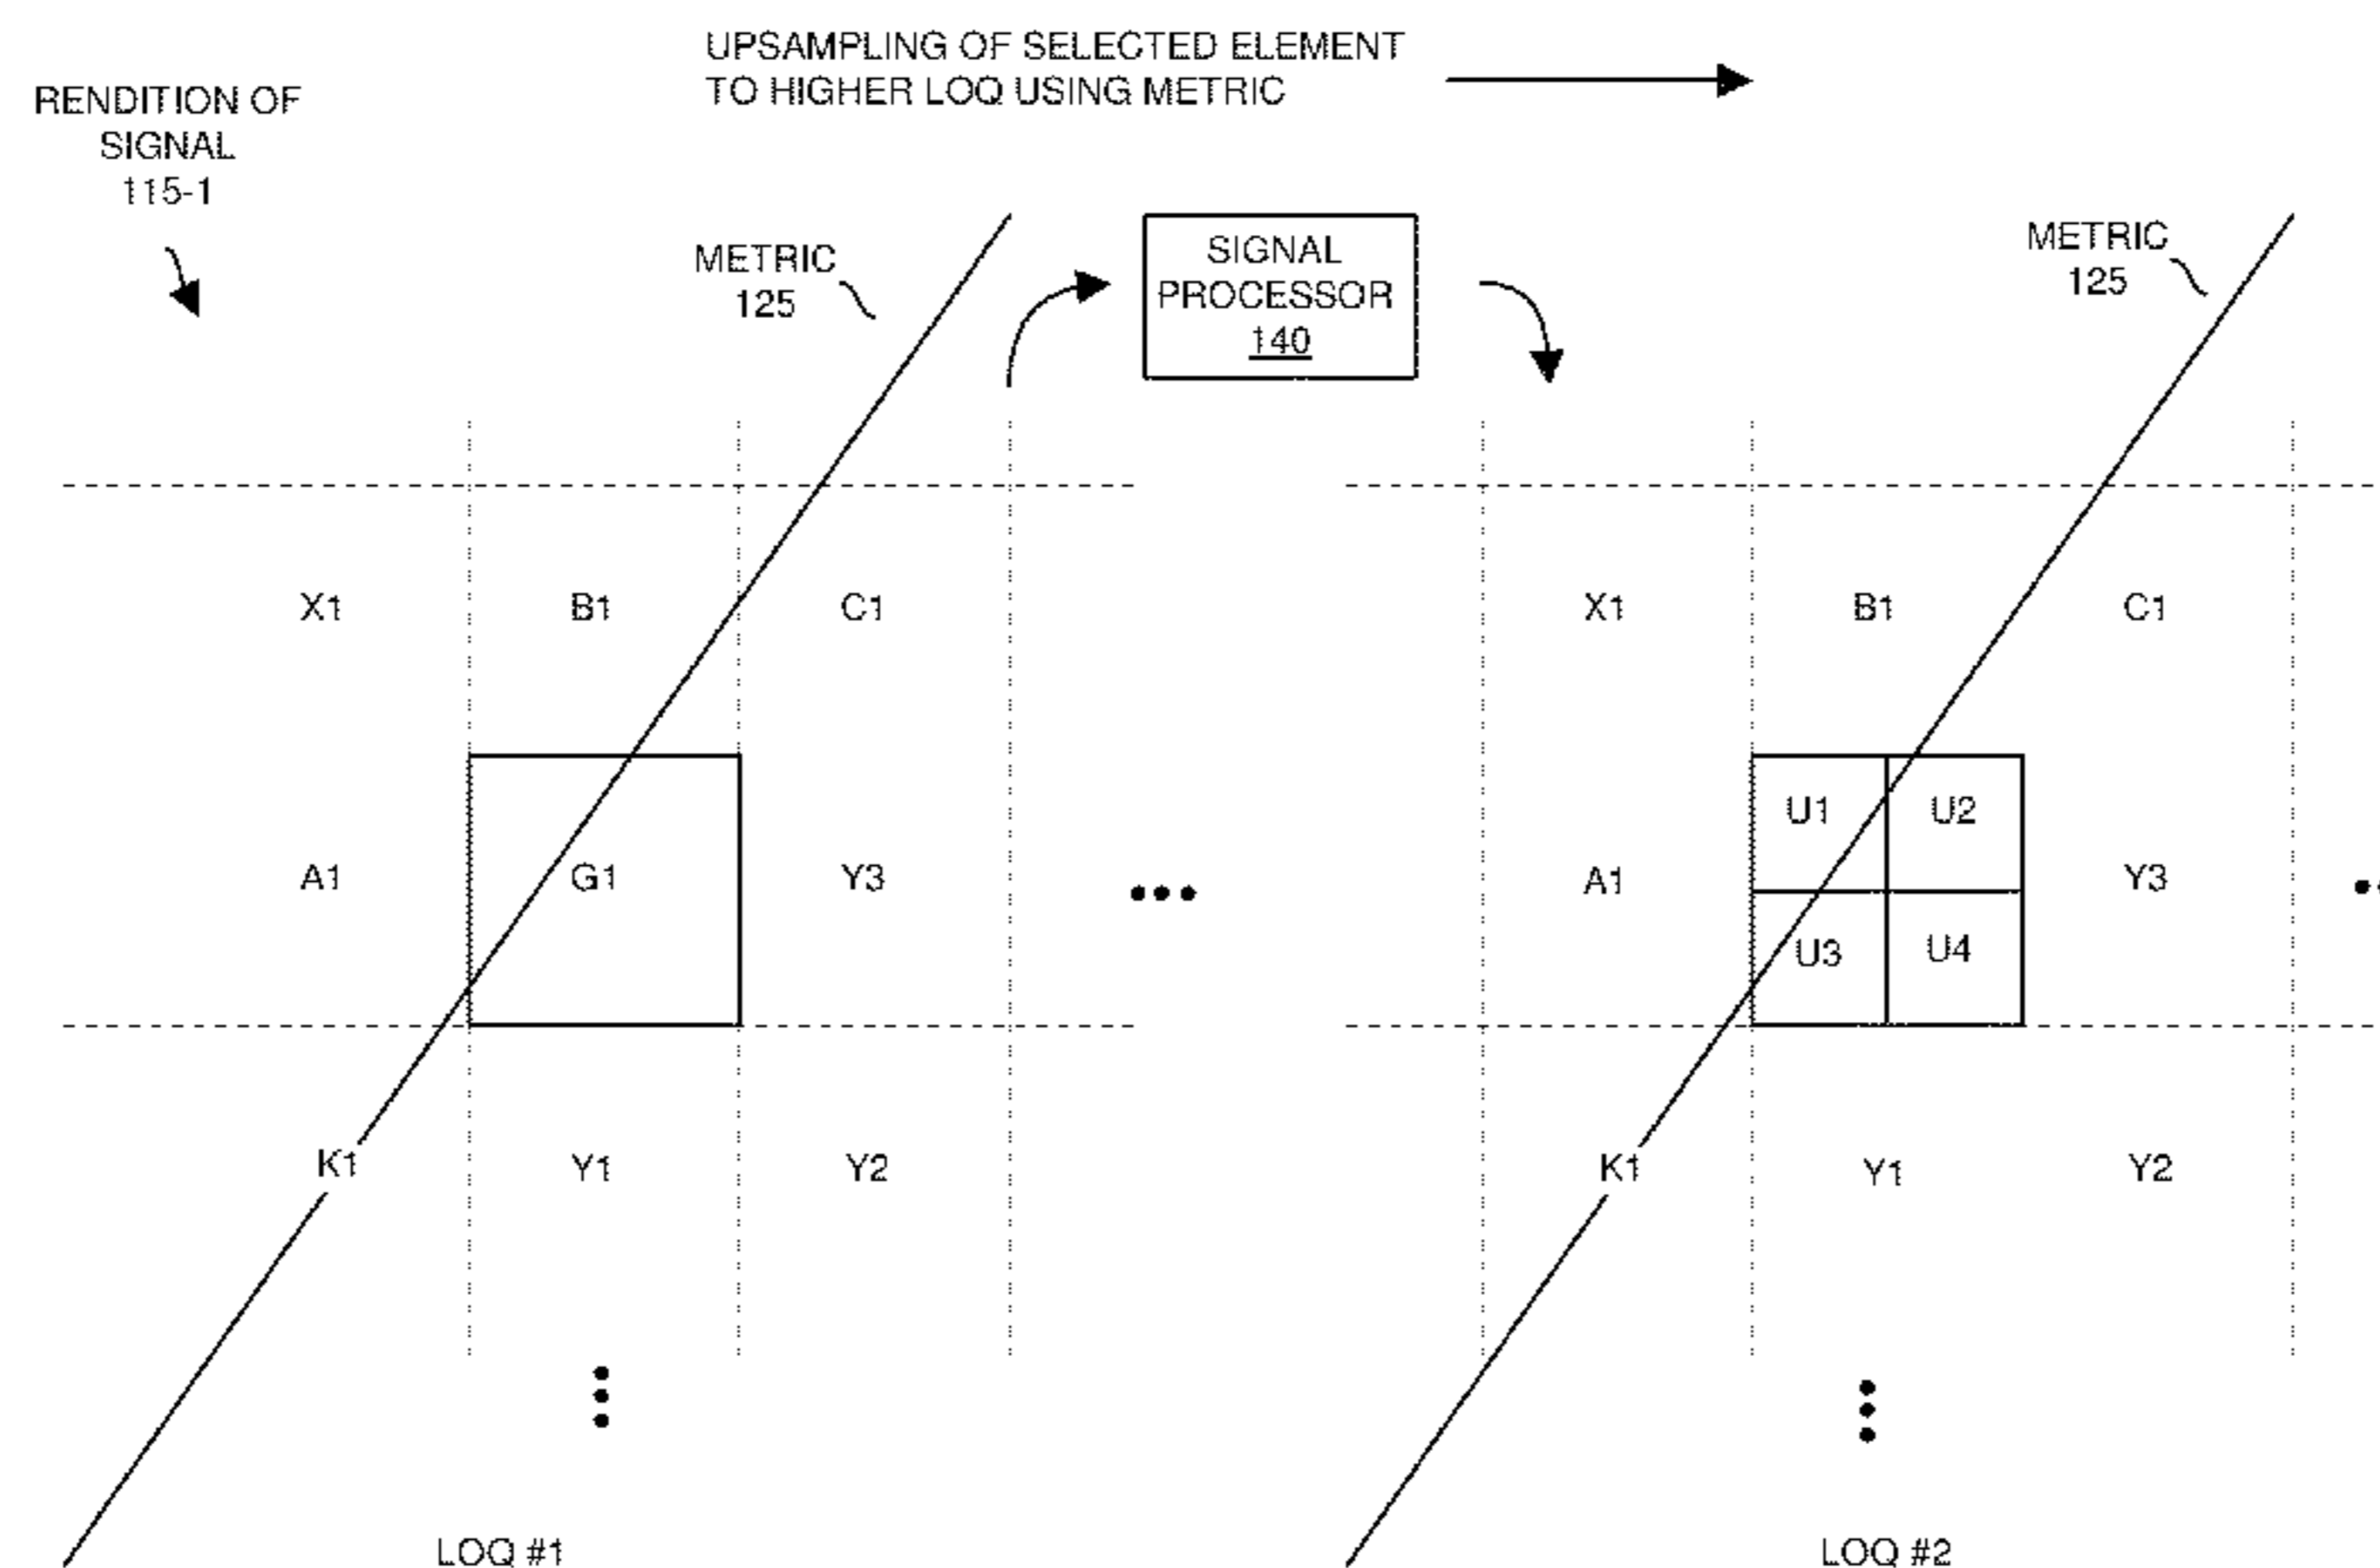 UPSAMPLING OF SELECTED ELEMENT
TO HIGHER LOQ USING METRIC
RENDITION OF
SIGNAL
115-1
METRIC
125
SIGNAL
PROCESSOR
140
METRIC
125
X1 B1 C1
A1 G1 Y3
K1 Y1 Y2
LOQ #1
X1 B1 C1
U1 U2
A1 Y3
U3 U4
K1 Y1 Y2
LOQ #2